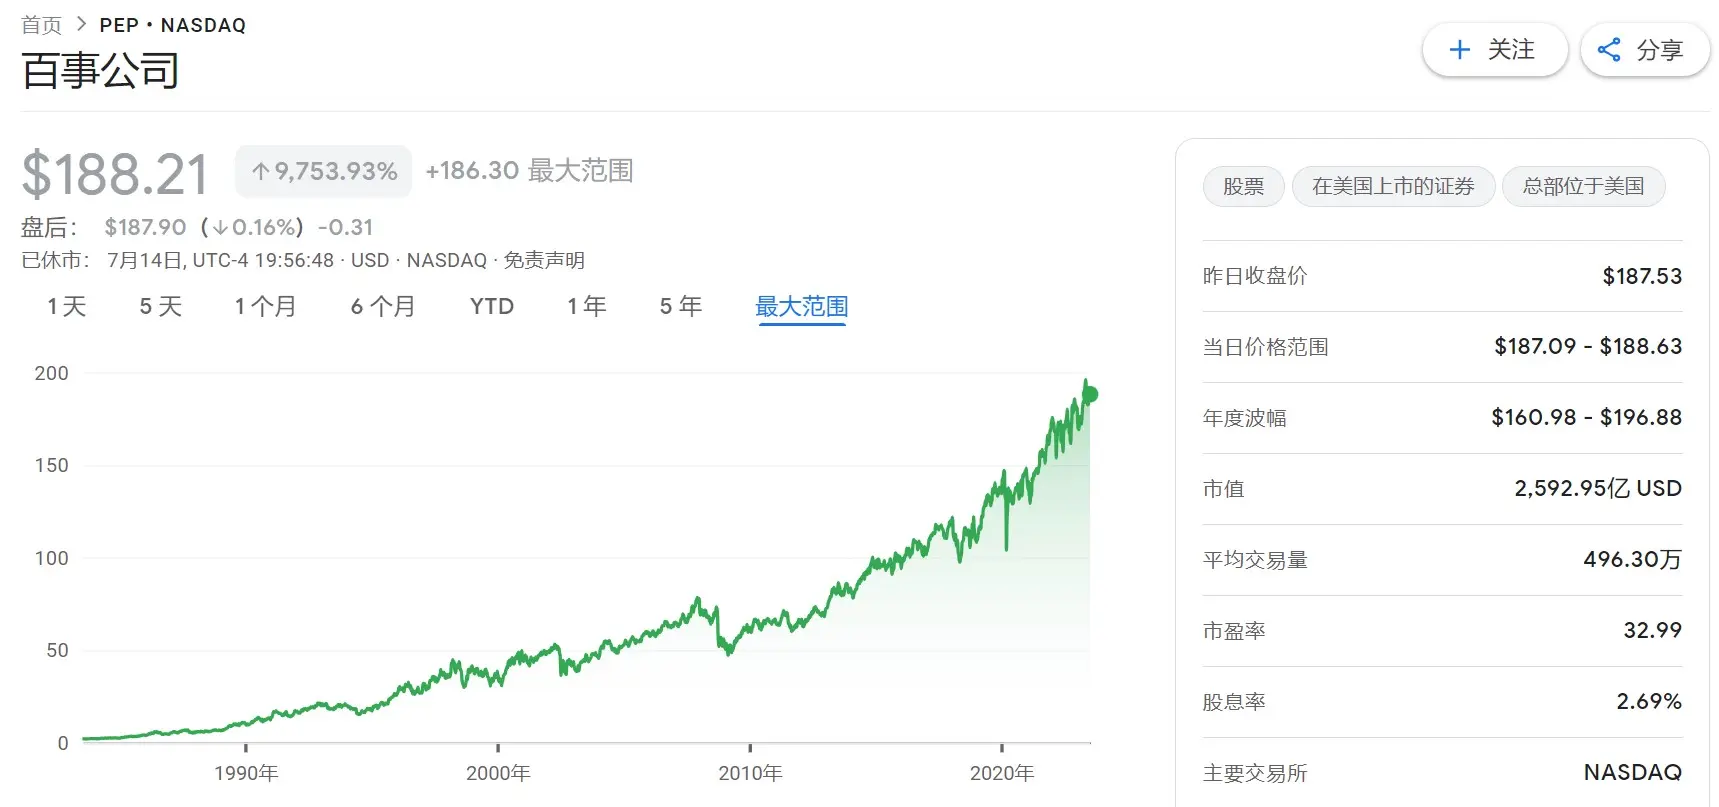 首页 > PEP • NASDAQ
百事公司
+ 关注
分享
$188.21 ↑9,753.93% +186.30 最大范围
盘后： $187.90 (↓0.16%) -0.31
已休市： 7月14日, UTC-4 19:56:48 · USD · NASDAQ · 免责声明
1天 5天 1个月 6个月 YTD 1年 5年 最大范围
200
150
100
50
0
1990年 2000年 2010年 2020年
股票 在美国上市的证券 总部位于美国
昨日收盘价 $187.53
当日价格范围 $187.09 - $188.63
年度波幅 $160.98 - $196.88
市值 2,592.95亿 USD
平均交易量 496.30万
市盈率 32.99
股息率 2.69%
主要交易所 NASDAQ